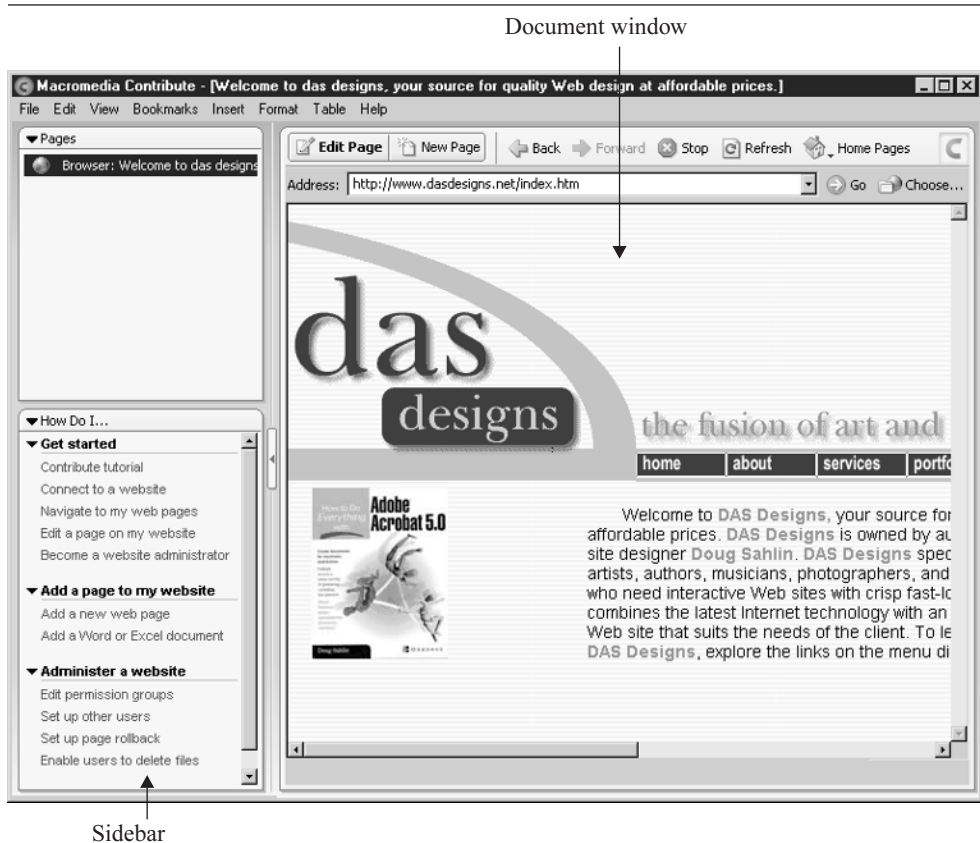 Document window
Macromedia Contribute - [Welcome to das designs, your source for quality Web design at affordable prices.]
File Edit View Bookmarks Insert Format Table Help
Pages
Browser: Welcome to das designs
Edit Page New Page Back Forward Stop Refresh Home Pages
Address: http://www.dasdesigns.net/index.htm Go Choose...
das
designs
the fusion of art and
home about services portfo
How to Do Everything with
Adobe
Acrobat 5.0
Doug Sahlin
Welcome to DAS Designs, your source for
affordable prices. DAS Designs is owned by au
site designer Doug Sahlin. DAS Designs spec
artists, authors, musicians, photographers, and
who need interactive Web sites with crisp fast-lo
combines the latest Internet technology with an
Web site that suits the needs of the client. To le
DAS Designs, explore the links on the menu di
How Do I...
Get started
Contribute tutorial
Connect to a website
Navigate to my web pages
Edit a page on my website
Become a website administrator
Add a page to my website
Add a new web page
Add a Word or Excel document
Administer a website
Edit permission groups
Set up other users
Set up page rollback
Enable users to delete files
Sidebar